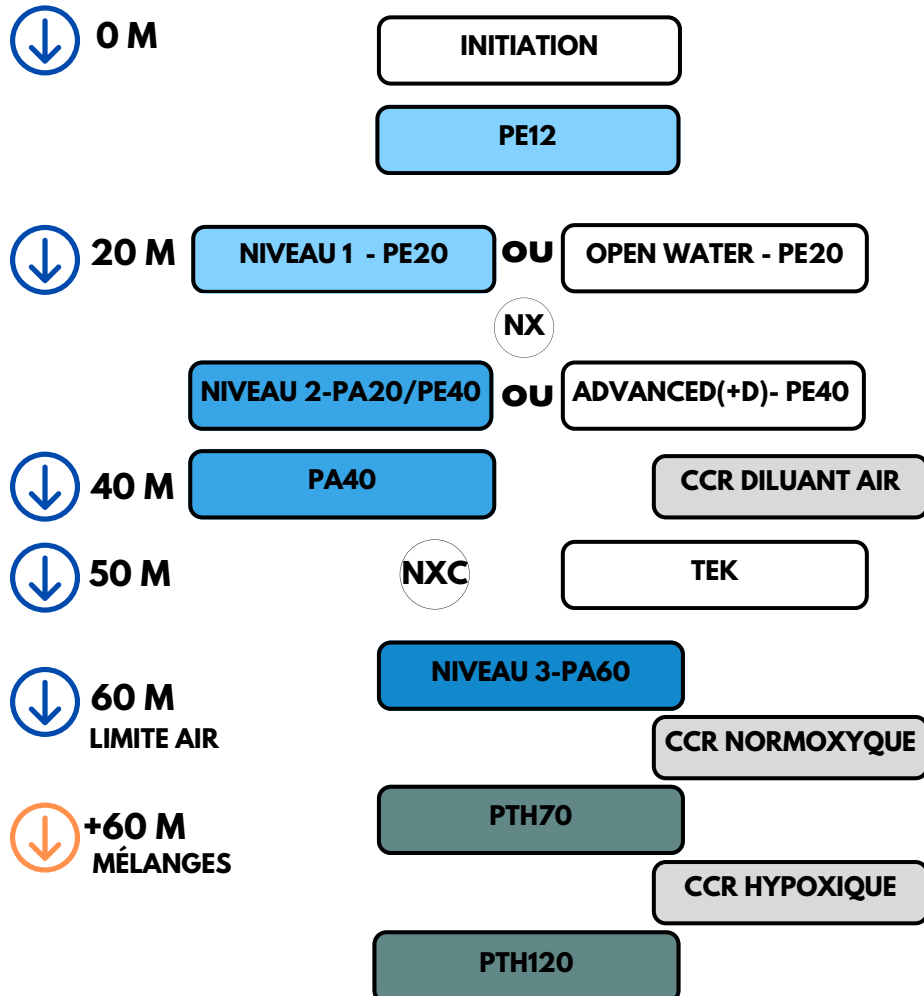 0 M
INITIATION
PE12
20 M
NIVEAU 1 - PE20
OU
OPEN WATER - PE20
NX
NIVEAU 2-PA20/PE40
OU
ADVANCED(+D)- PE40
40 M
PA40
CCR DILUANT AIR
50 M
NXC
TEK
NIVEAU 3-PA60
60 M
LIMITE AIR
CCR NORMOXYQUE
+60 M
MÉLANGES
PTH70
CCR HYPOXIQUE
PTH120